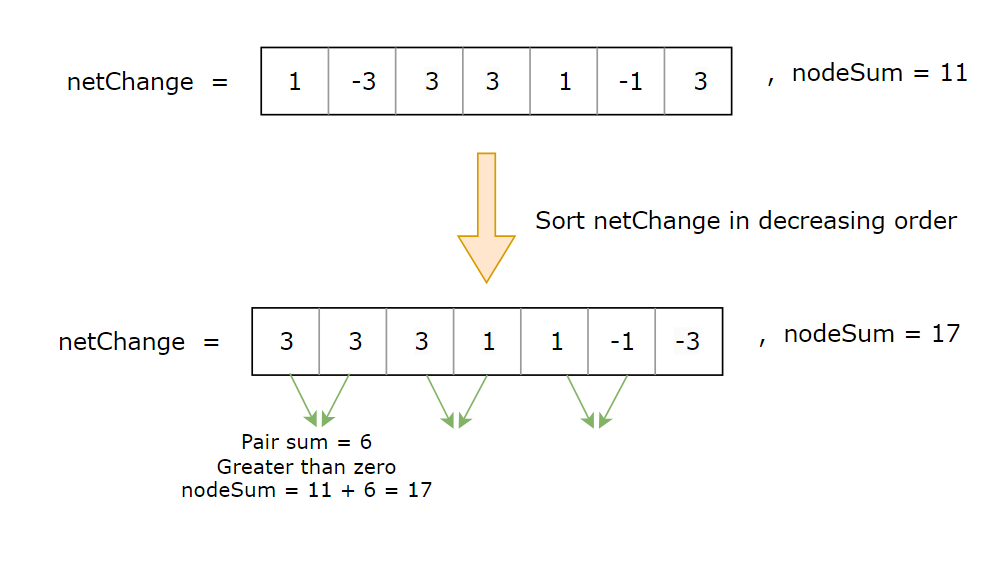 netChange = 1 -3 3 3 1 -1 3 , nodeSum = 11
Sort netChange in decreasing order
netChange = 3 3 3 1 1 -1 -3 , nodeSum = 17
Pair sum = 6
Greater than zero
nodeSum = 11 + 6 = 17